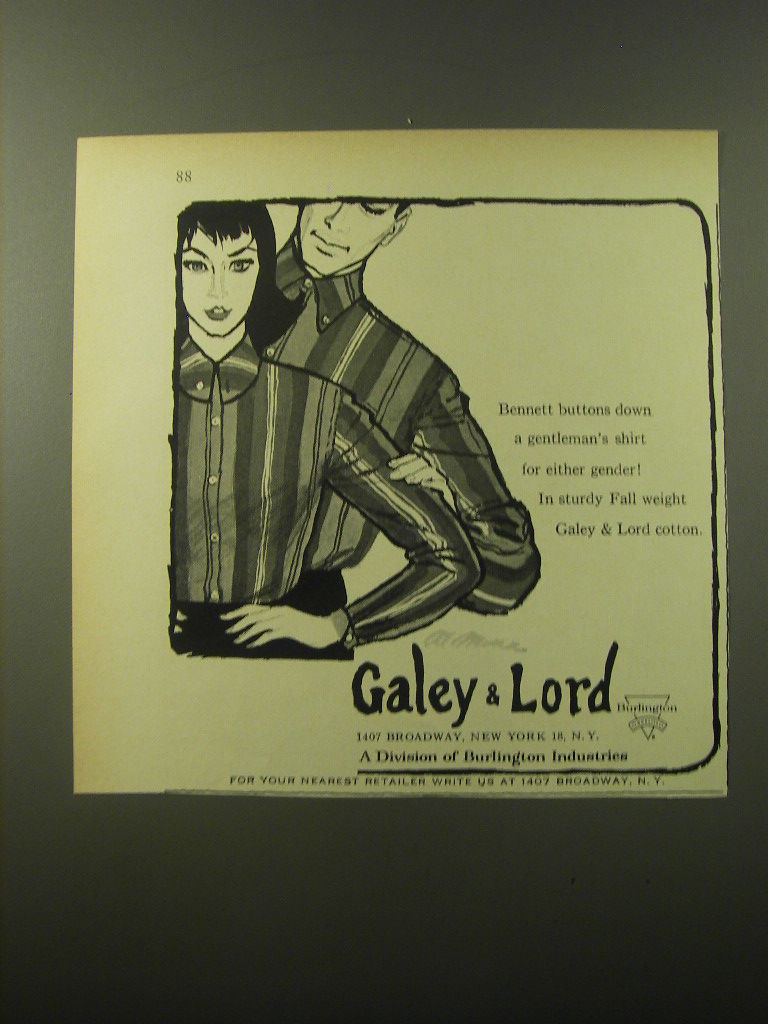 88
Bennett buttons down
a gentleman's shirt
for either gender!
In sturdy Fall weight
Galey & Lord cotton.
Galey & Lord
Burlington
1407 BROADWAY, NEW YORK 18, N. Y.
A Division of Burlington Industries
FOR YOUR NEAREST RETAILER WRITE US AT 1407 BROADWAY, N. Y.